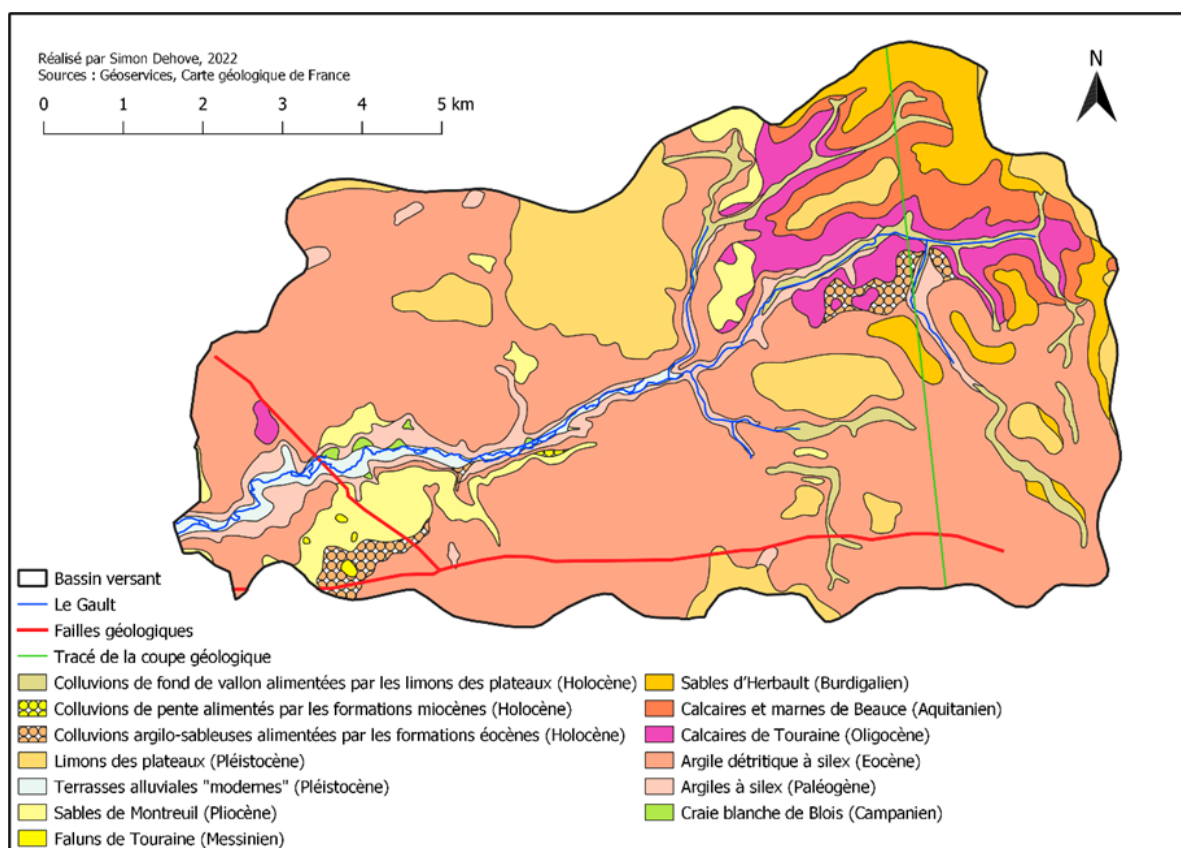 Réalisé par Simon Dehove, 2022
Sources : Géoservices, Carte géologique de France
0 1 2 3 4 5 km
N
Bassin versant
Le Gault
Failles géologiques
Tracé de la coupe géologique
Colluvions de fond de vallon alimentées par les limons des plateaux (Holocène)
Colluvions de pente alimentés par les formations miocènes (Holocène)
Colluvions argilo-sableuses alimentées par les formations éocènes (Holocène)
Limons des plateaux (Pléistocène)
Terrasses alluviales "modernes" (Pléistocène)
Sables de Montreuil (Pliocène)
Faluns de Touraine (Messinien)
Sables d'Herbault (Burdigalien)
Calcaires et marnes de Beauce (Aquitanien)
Calcaires de Touraine (Oligocène)
Argile détritique à silex (Eocène)
Argiles à silex (Paléogène)
Craie blanche de Blois (Campanien)